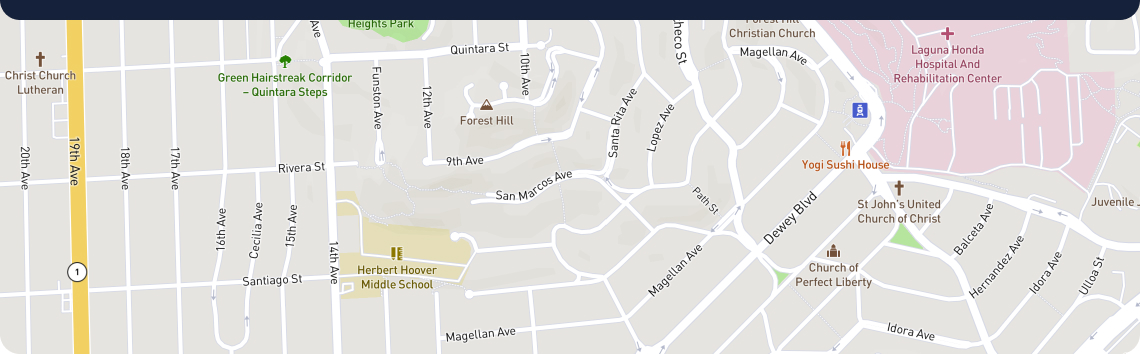 Heights Park
Ave
Forest Hill
Christian Church
checo St
Quintara St
10th Ave
Magellan Ave
Laguna Honda
Hospital And
Rehabilitation Center
Christ Church
Lutheran
Green Hairstreak Corridor
– Quintara Steps
Funston Ave
12th Ave
Forest Hill
Santa Rita Ave
Lopez Ave
20th Ave
19th Ave
18th Ave
17th Ave
Rivera St
9th Ave
Yogi Sushi House
San Marcos Ave
Path St
St John's United
Church of Christ
Juvenile J
16th Ave
Cecilia Ave
15th Ave
14th Ave
Dewey Blvd
Balceta Ave
Hernandez Ave
Idora Ave
Ulloa St
1
Santiago St
Herbert Hoover
Middle School
Magellan Ave
Church of
Perfect Liberty
Magellan Ave
Idora Ave